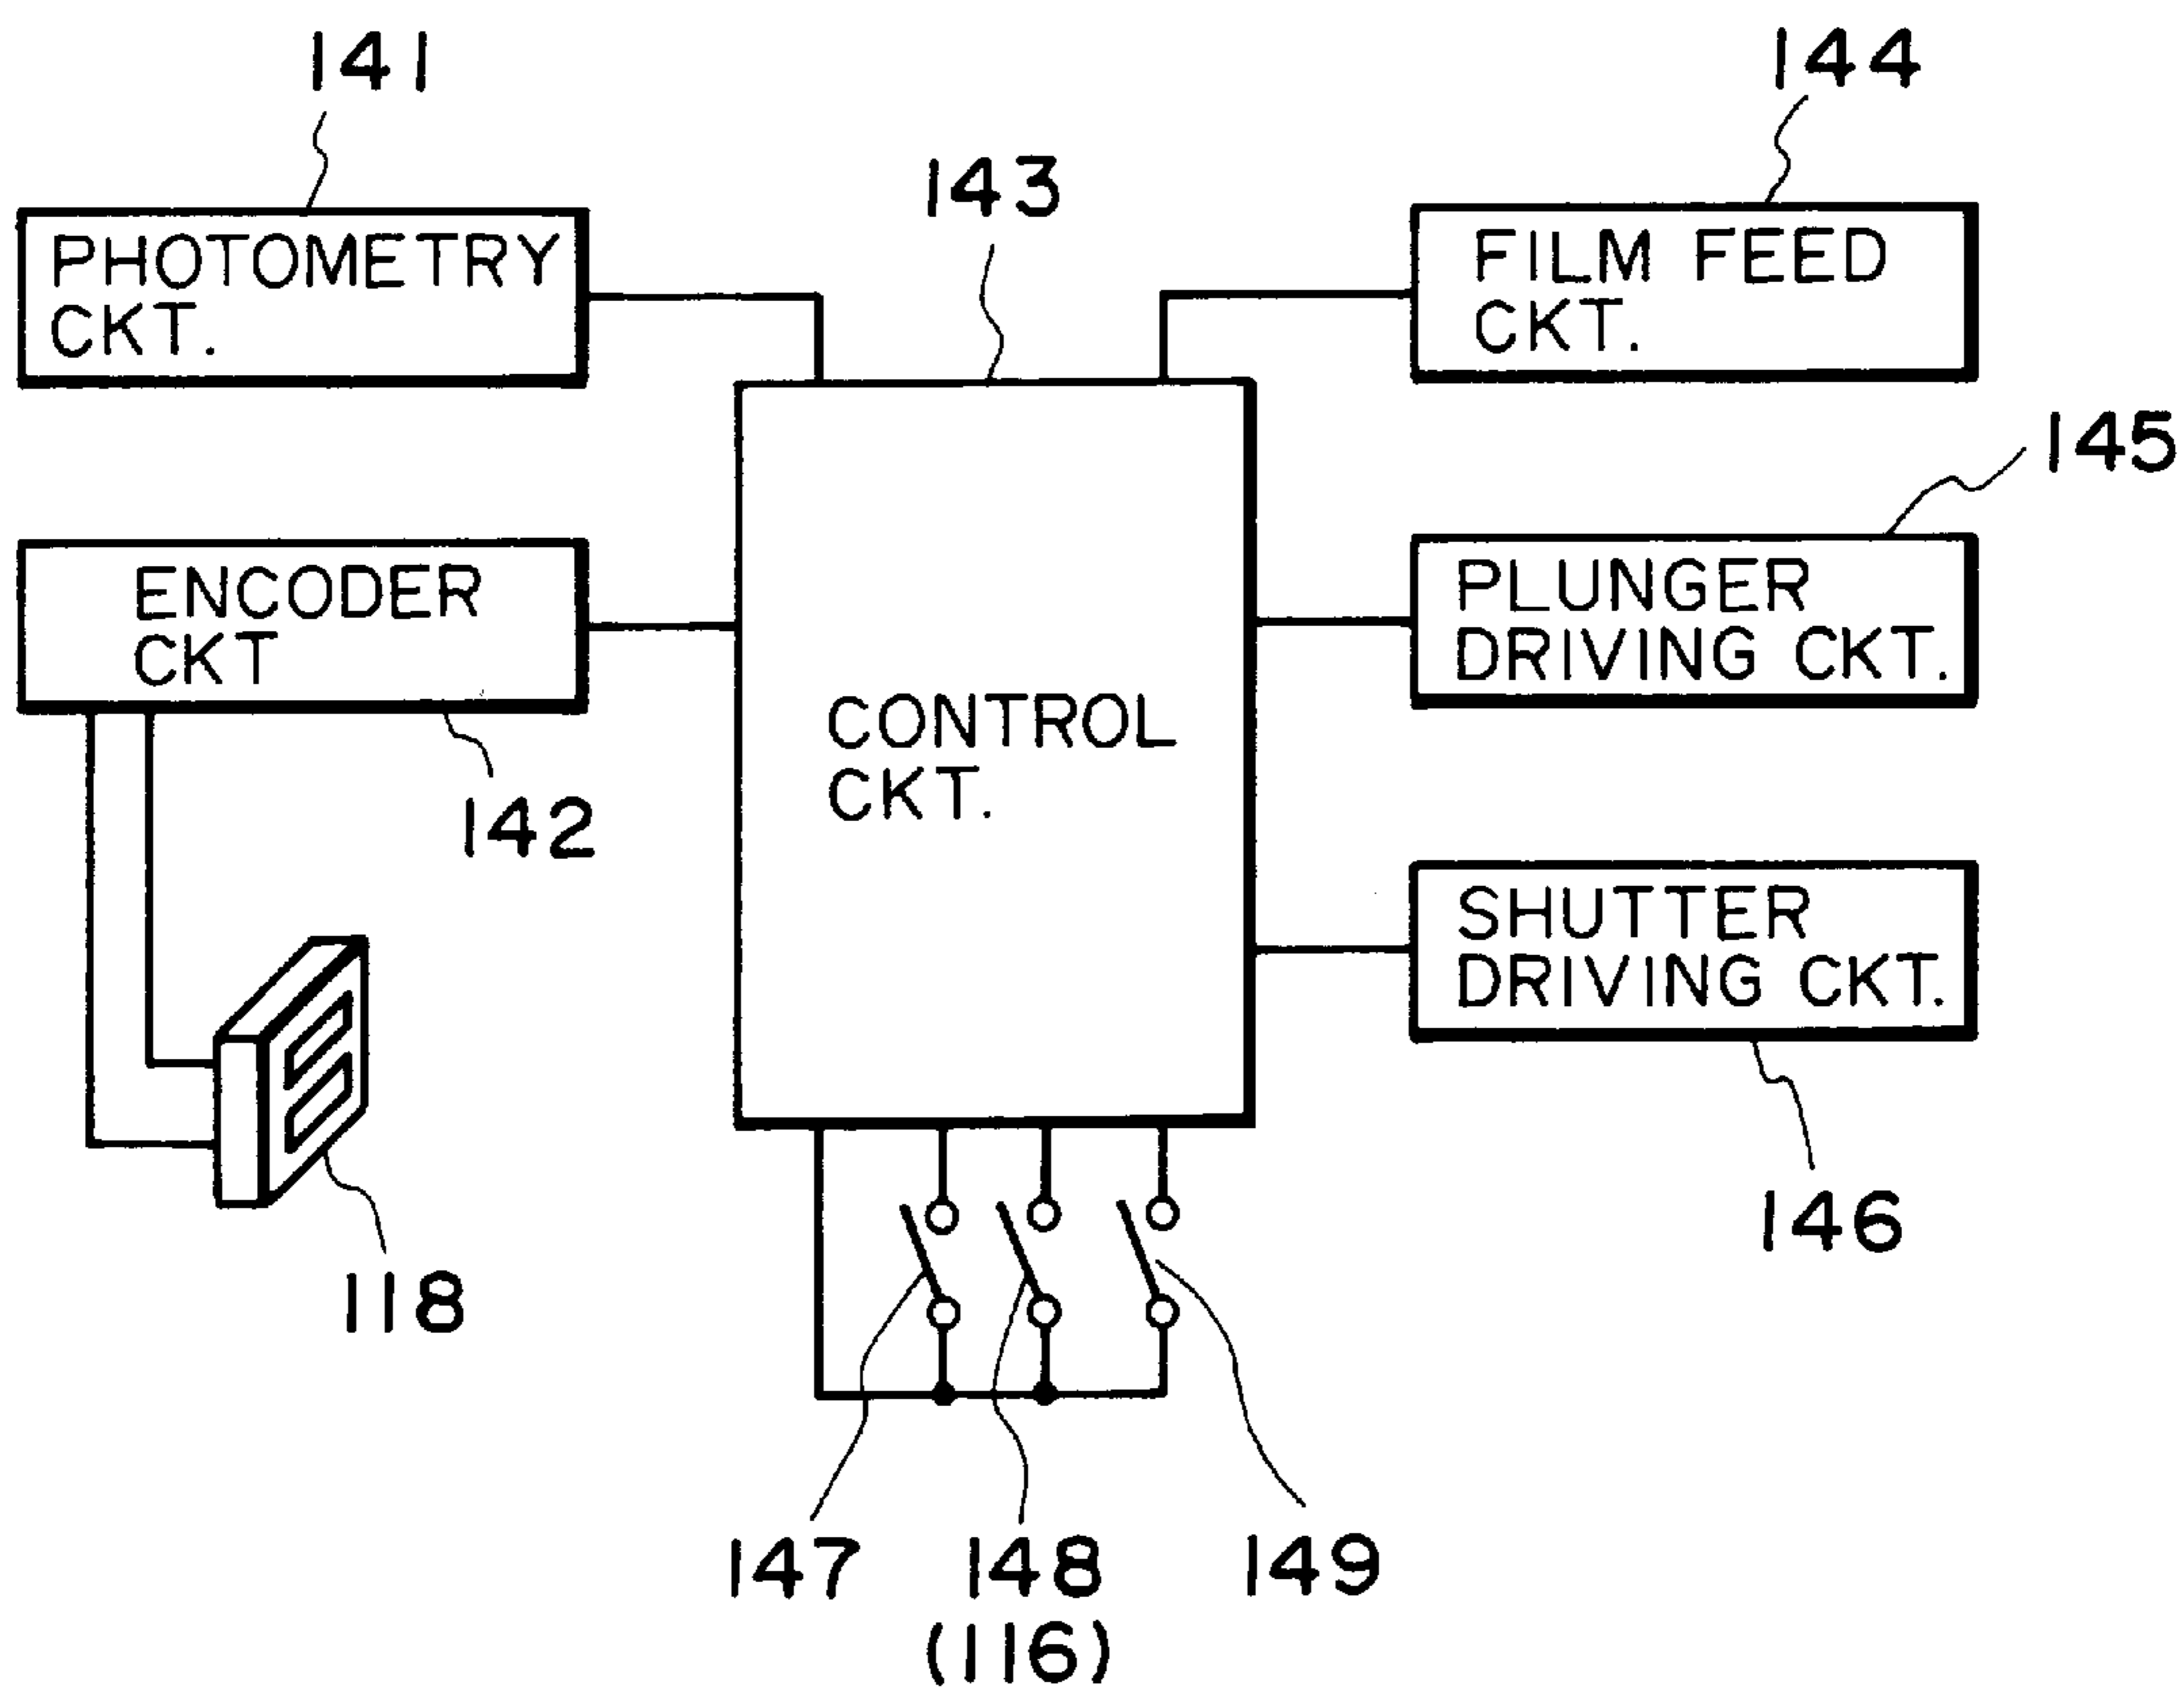 141
144
143
PHOTOMETRY
CKT.
FILM FEED
CKT.
145
ENCODER
CKT
PLUNGER
DRIVING CKT.
CONTROL
CKT.
142
SHUTTER
DRIVING CKT.
146
118
147
148
(116)
149